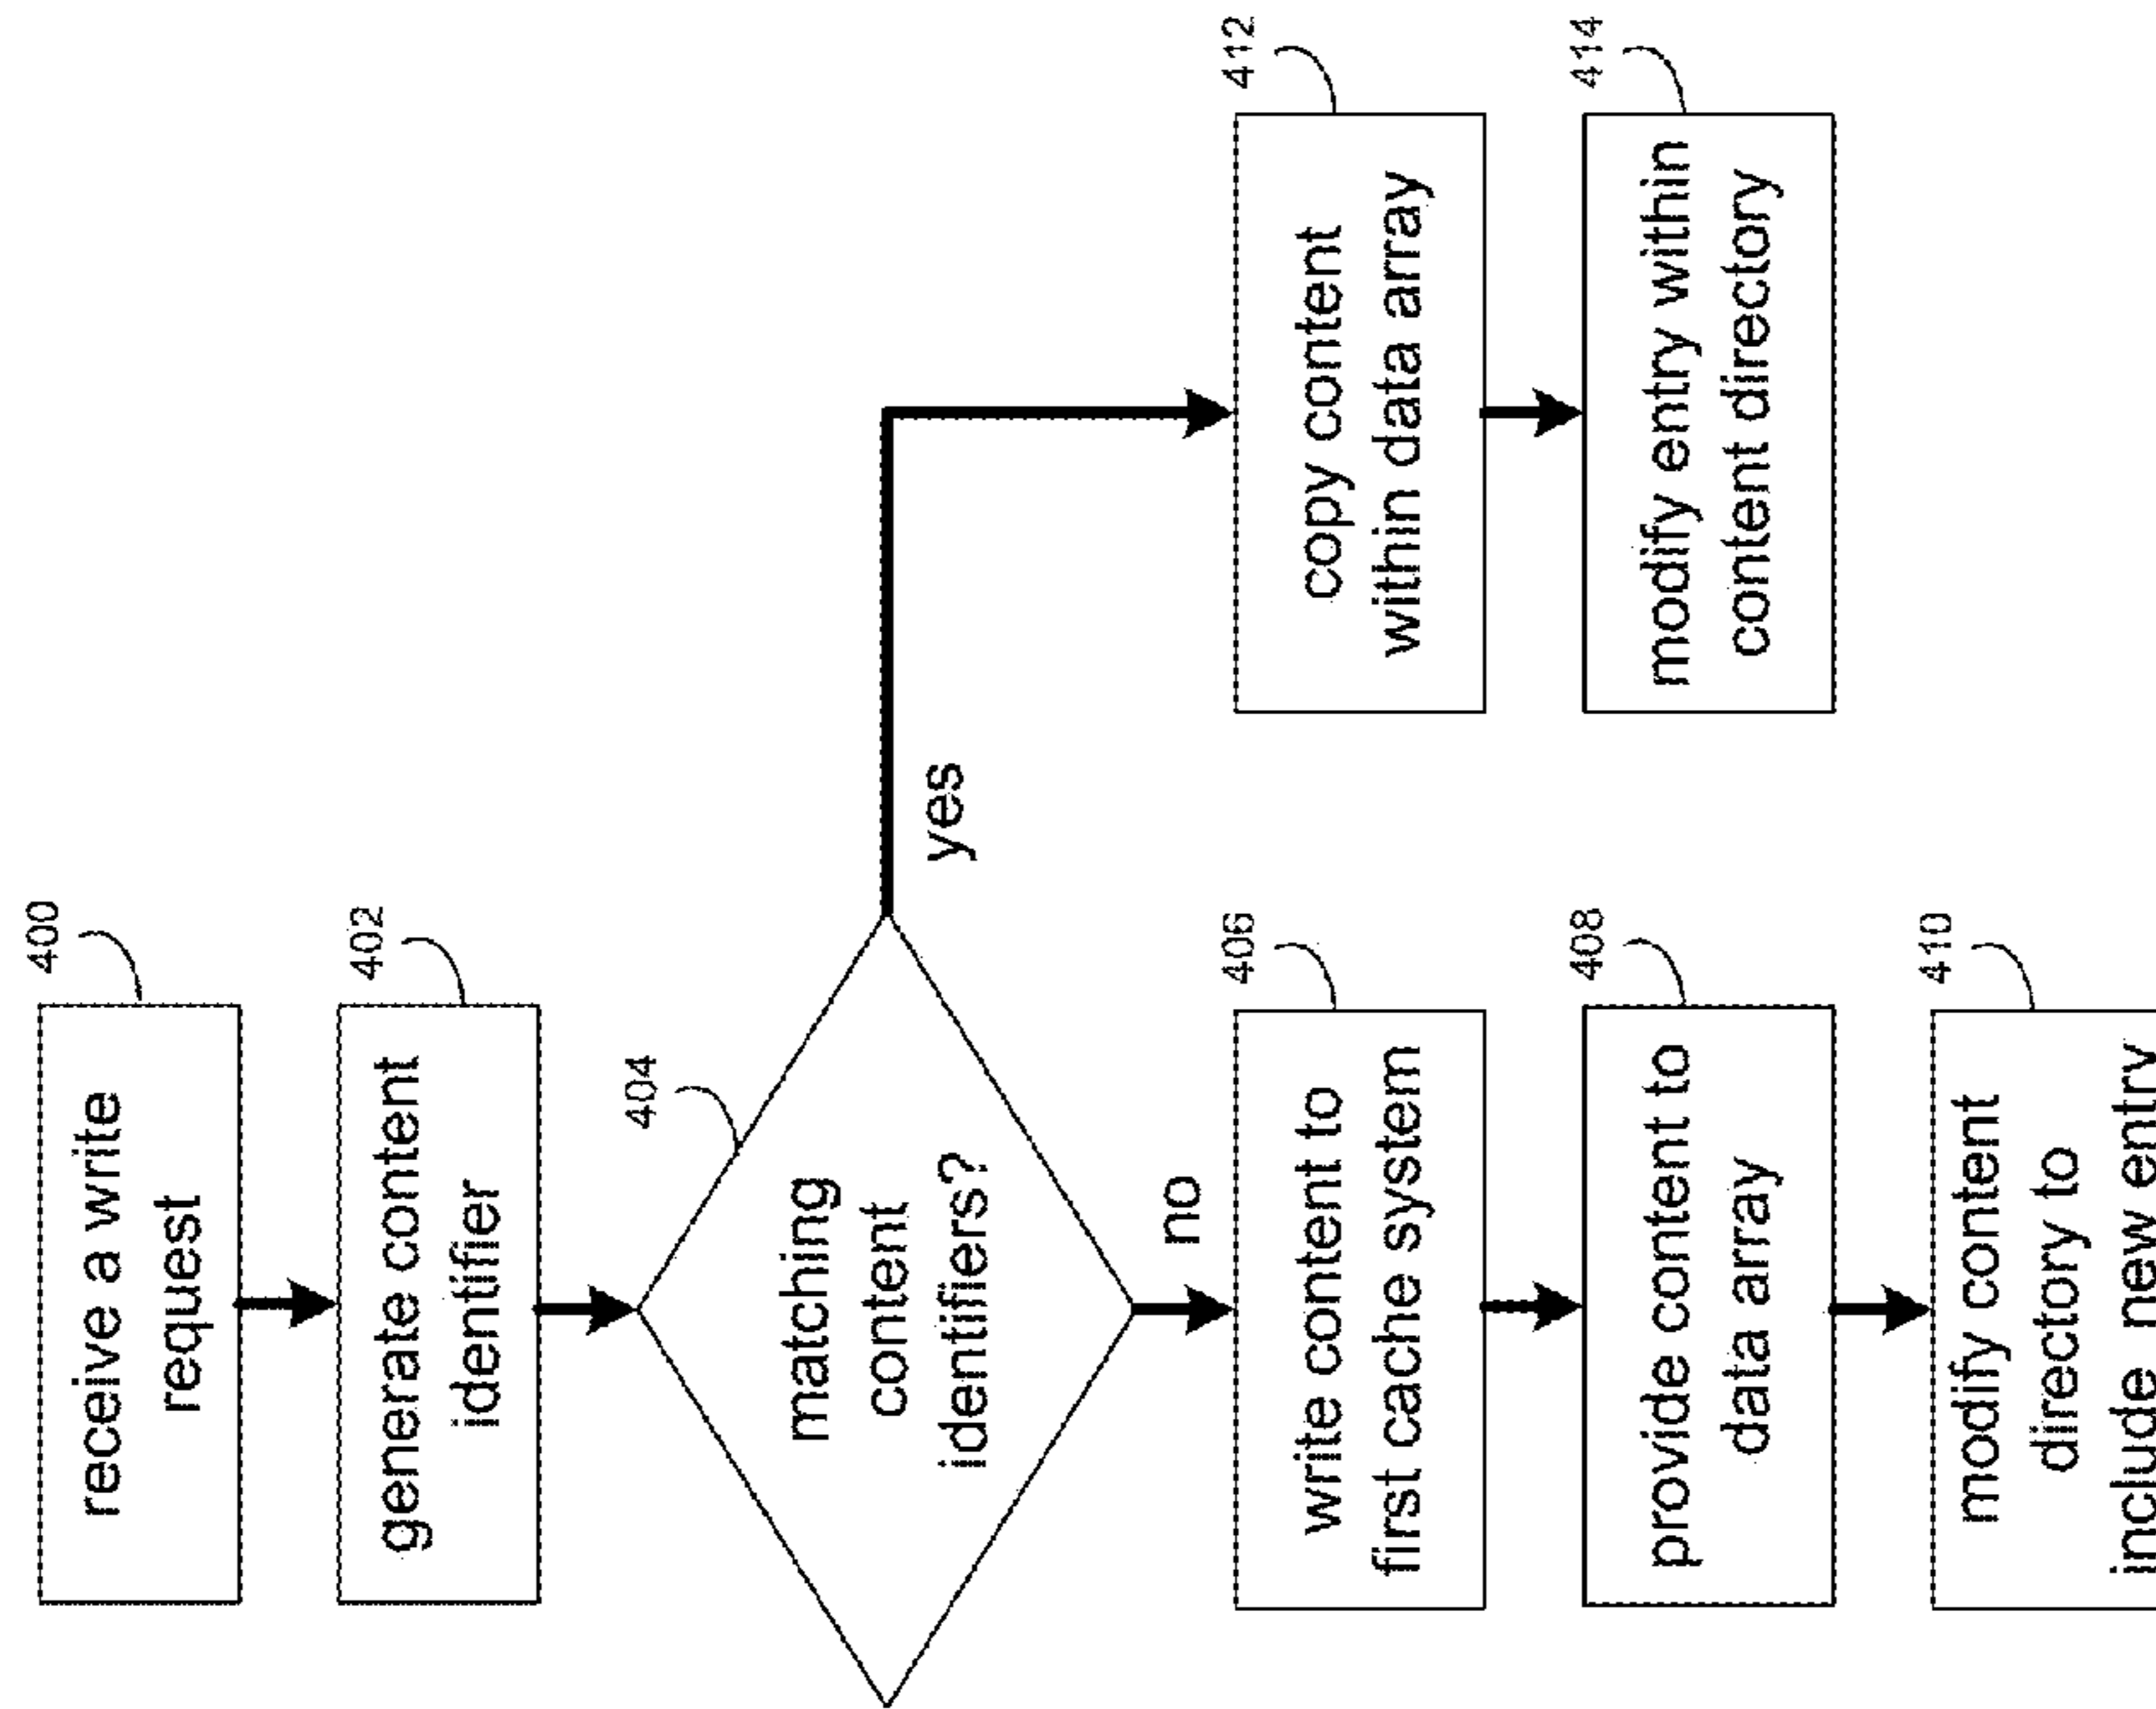 400
receive a write
request
402
generate content
identifier
404
matching
content
identifiers?
yes
no
406
write content to
first cache system
408
provide content to
data array
410
modify content
directory to
include new entry
412
copy content
within data array
414
modify entry within
content directory